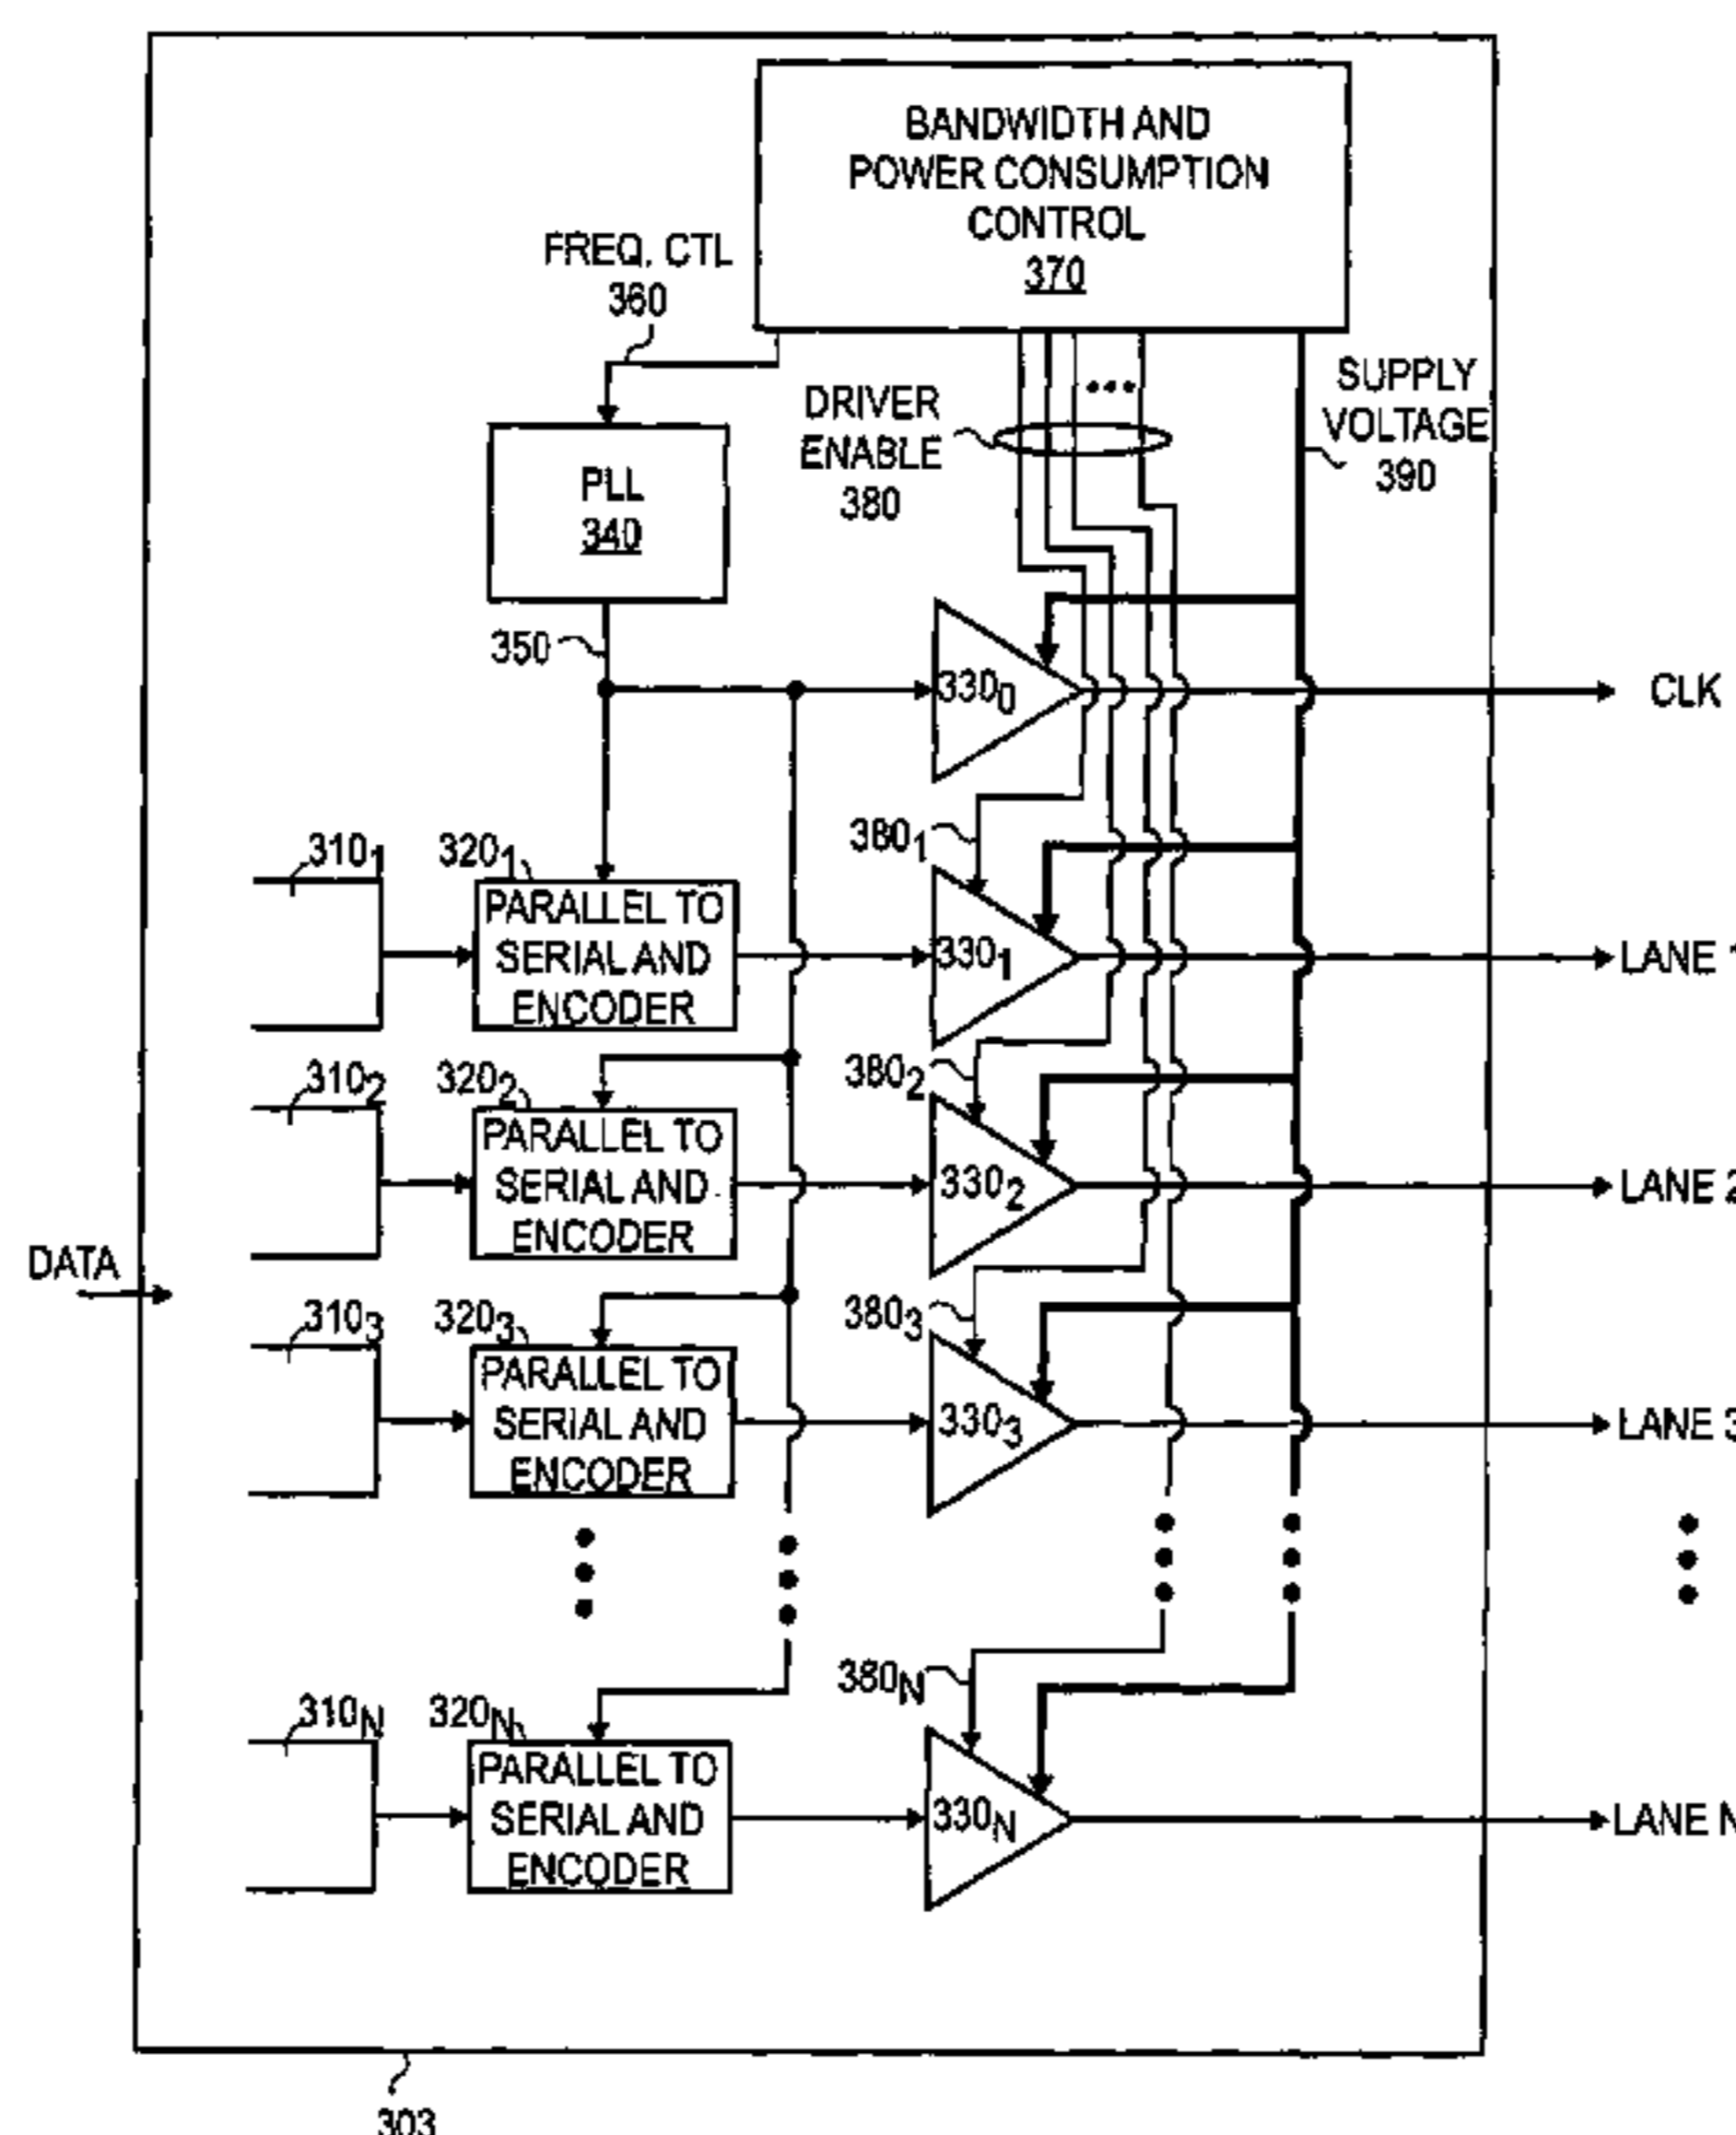 BANDWIDTH AND
POWER CONSUMPTION
CONTROL
370
FREQ. CTL
360
DRIVER
ENABLE
380
SUPPLY
VOLTAGE
390
PLL
340
350
330₀
CLK
380₁
310₁
320₁
PARALLEL TO
SERIAL AND
ENCODER
330₁
LANE 1
380₂
310₂
320₂
PARALLEL TO
SERIAL AND
ENCODER
330₂
LANE 2
DATA
380₃
310₃
320₃
PARALLEL TO
SERIAL AND
ENCODER
330₃
LANE 3
380N
310N
320N
PARALLEL TO
SERIAL AND
ENCODER
330N
LANE N
303